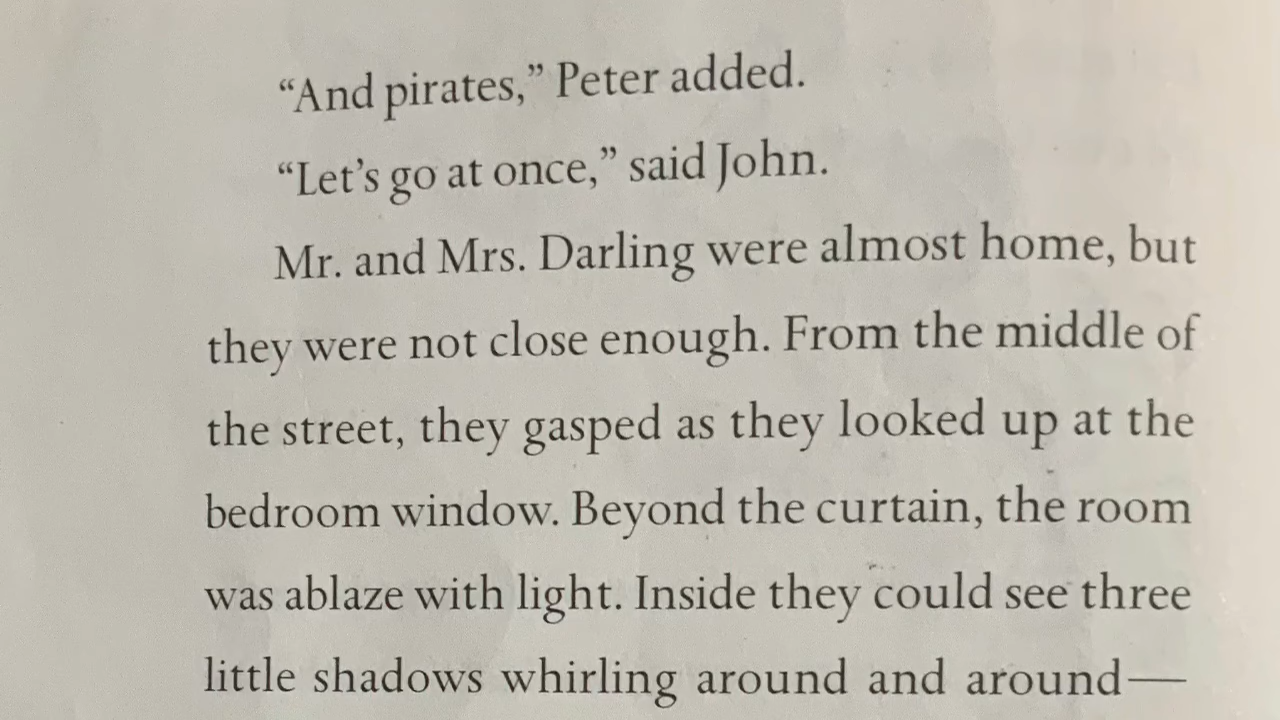 “And pirates,” Peter added.
“Let’s go at once,” said John.
Mr. and Mrs. Darling were almost home, but
they were not close enough. From the middle of
the street, they gasped as they looked up at the
bedroom window. Beyond the curtain, the room
was ablaze with light. Inside they could see three
little shadows whirling around and around—